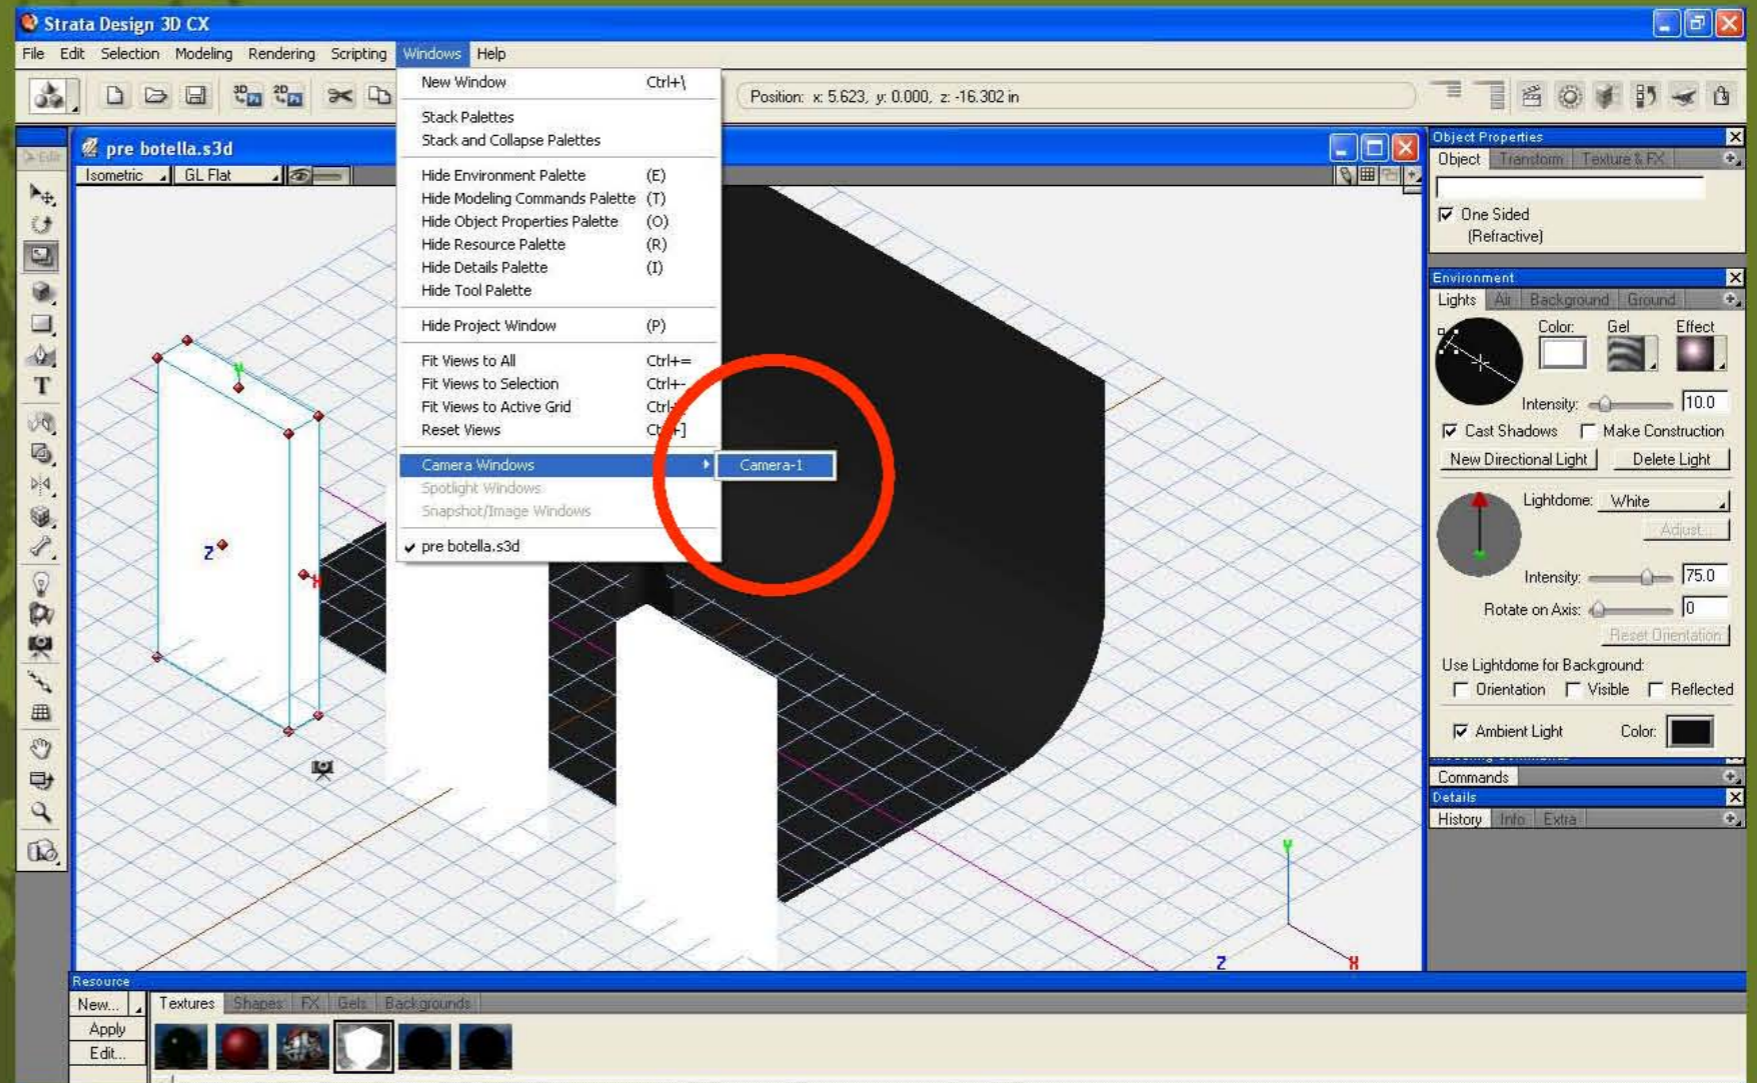 Strata Design 3D CX
File Edit Selection Modeling Rendering Scripting Windows Help
Position: x: 5.623, y: 0.000, z: -16.302 in
New Window Ctrl+\
Stack Palettes
Stack and Collapse Palettes
Hide Environment Palette (E)
Hide Modeling Commands Palette (T)
Hide Object Properties Palette (O)
Hide Resource Palette (R)
Hide Details Palette (I)
Hide Tool Palette
Hide Project Window (P)
Fit Views to All Ctrl+=
Fit Views to Selection Ctrl+-
Fit Views to Active Grid
Reset Views
Camera Windows
Camera-1
Spotlight Windows
Snapshot/Image Windows
pre botella.s3d
Edit
T
pre botella.s3d
Isometric GL Flat
Y
Z
X
Y
Z
X
Object Properties
Object Transform Texture & FX
One Sided
(Refractive)
Environment
Lights Air Background Ground
Color: Gel Effect
Intensity: 10.0
Cast Shadows Make Construction
New Directional Light Delete Light
Lightdome: White
Adjust...
Intensity: 75.0
Rotate on Axis: 0
Reset Orientation
Use Lightdome for Background:
Orientation Visible Reflected
Ambient Light Color:
Commands
Details
History Info Extra
Resource
New... Textures Shapes FX Gels Backgrounds
Apply
Edit...